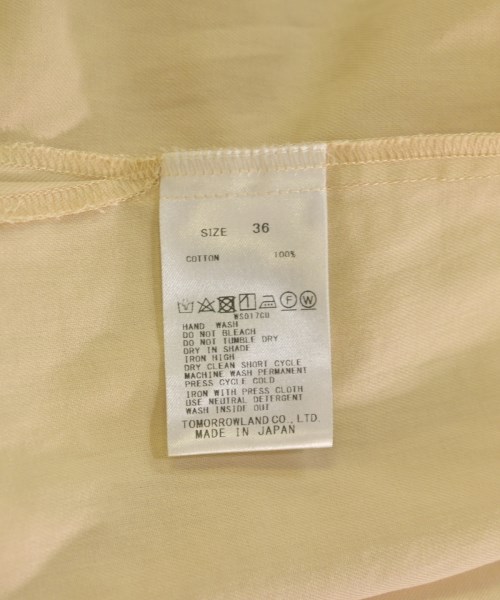 SIZE 36
COTTON 100%
F W
WS017CU
HAND WASH
DO NOT BLEACH
DO NOT TUMBLE DRY
DRY IN SHADE
IRON HIGH
DRY CLEAN SHORT CYCLE
MACHINE WASH PERMANENT
PRESS CYCLE COLD
IRON WITH PRESS CLOTH
USE NEUTRAL DETERGENT
WASH INSIDE OUT
TOMORROWLAND CO., LTD.
MADE IN JAPAN